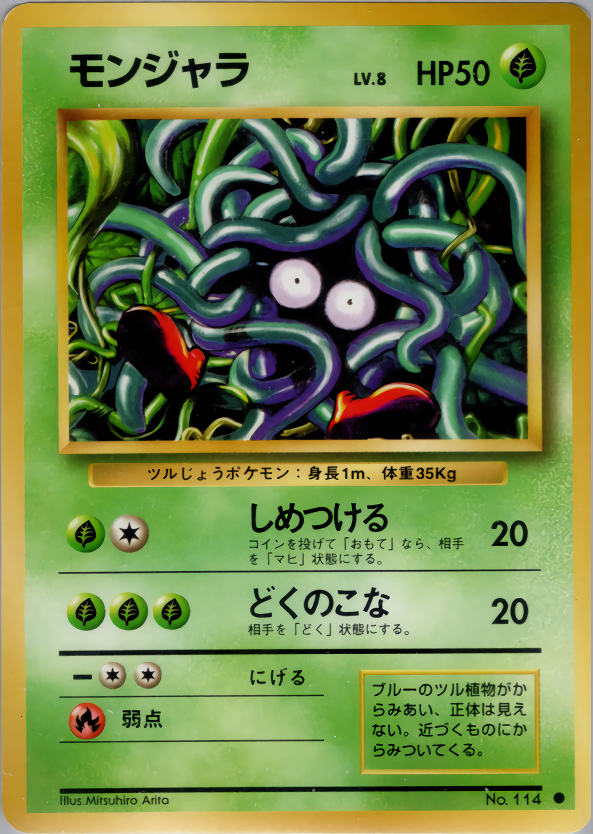 モンジャラ LV.8 HP50
ツルじょうポケモン：身長1m、体重35Kg
しめつける 20
コインを投げて「おもて」なら、相手
を「マヒ」状態にする。
どくのこな 20
相手を「どく」状態にする。
にげる
弱点
ブルーのツル植物がか
らみあい、正体は見え
ない。近づくものにか
らみついてくる。
Illus.Mitsuhiro Arita No. 114 ●